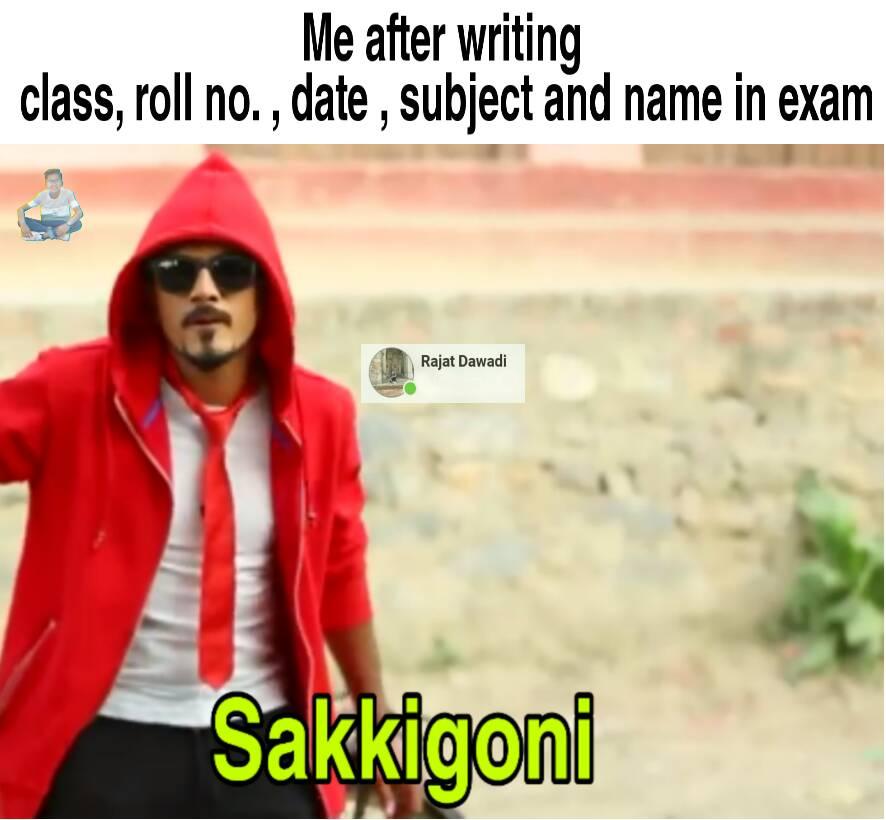 Me after writing
class, roll no. , date , subject and name in exam
Rajat Dawadi
Sakkigoni